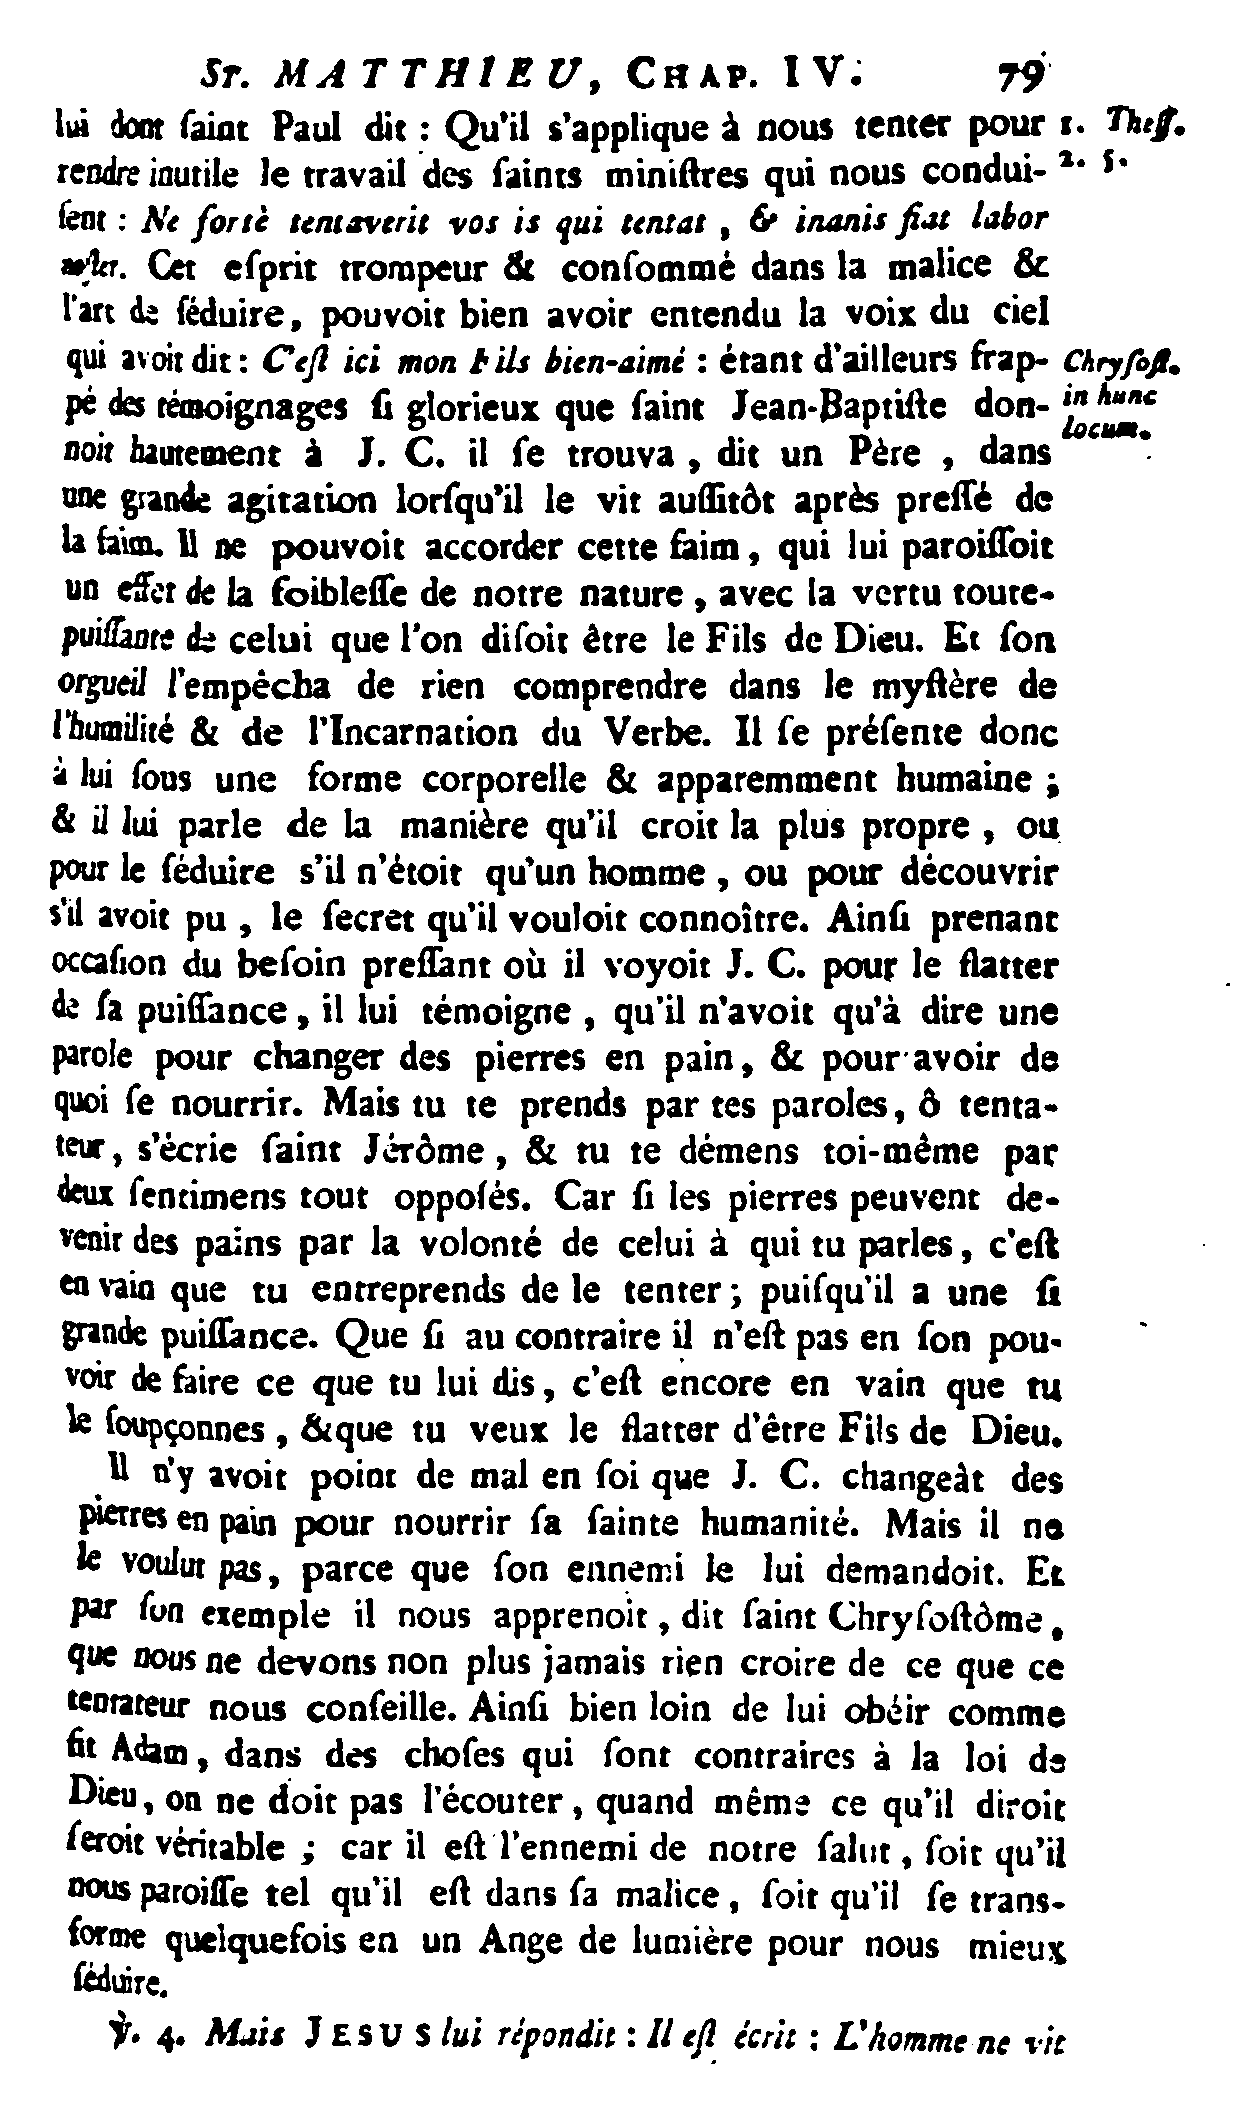 Sт. MATTHIEU, CHAP. IV. 79
lui dont ſaint Paul dit : Qu'il s'applique à nous tenter pour
rendre inutile le travail des ſaints miniſtres qui nous condui-
ſent : Ne fortè tentaverit vos is qui tentat , & inanis fiat labor
noſter. Cet eſprit trompeur & conſommé dans la malice &
l'art de ſéduire, pouvoit bien avoir entendu la voix du ciel
qui avoit dit : C'eſt ici mon Fils bien-aimé : étant d'ailleurs frap-
pé des témoignages ſi glorieux que ſaint Jean-Baptiſte don-
noit hautement à J. C. il ſe trouva , dit un Père , dans
une grande agitation lorſqu'il le vit auſſitôt après preſſé de
la faim. Il ne pouvoit accorder cette faim , qui lui paroiſſoit
un effet de la foibleſſe de notre nature , avec la vertu toute-
puiſſante de celui que l'on diſoit être le Fils de Dieu. Et ſon
orgueil l'empêcha de rien comprendre dans le myſtère de
l'humilité & de l'Incarnation du Verbe. Il ſe préſente donc
à lui ſous une forme corporelle & apparemment humaine ;
& il lui parle de la manière qu'il croit la plus propre , ou
pour le ſéduire s'il n'étoit qu'un homme , ou pour découvrir
s'il avoit pu , le ſecret qu'il vouloit connoître. Ainſi prenant
occaſion du beſoin preſſant où il voyoit J. C. pour le flatter
de ſa puiſſance , il lui témoigne , qu'il n'avoit qu'à dire une
parole pour changer des pierres en pain, & pour avoir de
quoi ſe nourrir. Mais tu te prends par tes paroles, ô tenta-
teur, s'écrie ſaint Jérôme , & tu te démens toi-même par
deux ſentimens tout oppoſés. Car ſi les pierres peuvent de-
venir des pains par la volonté de celui à qui tu parles, c'eſt
en vain que tu entreprends de le tenter ; puiſqu'il a une ſi
grande puiſſance. Que ſi au contraire il n'eſt pas en ſon pou-
voir de faire ce que tu lui dis , c'eſt encore en vain que tu
le ſoupçonnes , &que tu veux le flatter d'être Fils de Dieu.
Il n'y avoit point de mal en ſoi que J. C. changeàt des
pierres en pain pour nourrir ſa ſainte humanité. Mais il ne
le voulut pas, parce que ſon ennemi le lui demandoit. Et
par ſon exemple il nous apprenoit , dit ſaint Chryſoſtôme,
que nous ne devons non plus jamais rien croire de ce que ce
tentateur nous conſeille. Ainſi bien loin de lui obéir comme
fit Adam, dans des choſes qui ſont contraires à la loi de
Dieu, on ne doit pas l'écouter , quand même ce qu'il diroit
ſeroit véritable ; car il eſt l'ennemi de notre ſalut , ſoit qu'il
nous paroiſſe tel qu'il eſt dans ſa malice , ſoit qu'il ſe trans-
forme quelquefois en un Ange de lumière pour nous mieux
ſéduire.
℣. 4. Mais JESUS lui répondit : Il eſt écrit : L'homme ne vit
1. Theſſ.
2. 5.
Chryſoſt.
in hunc
locum.